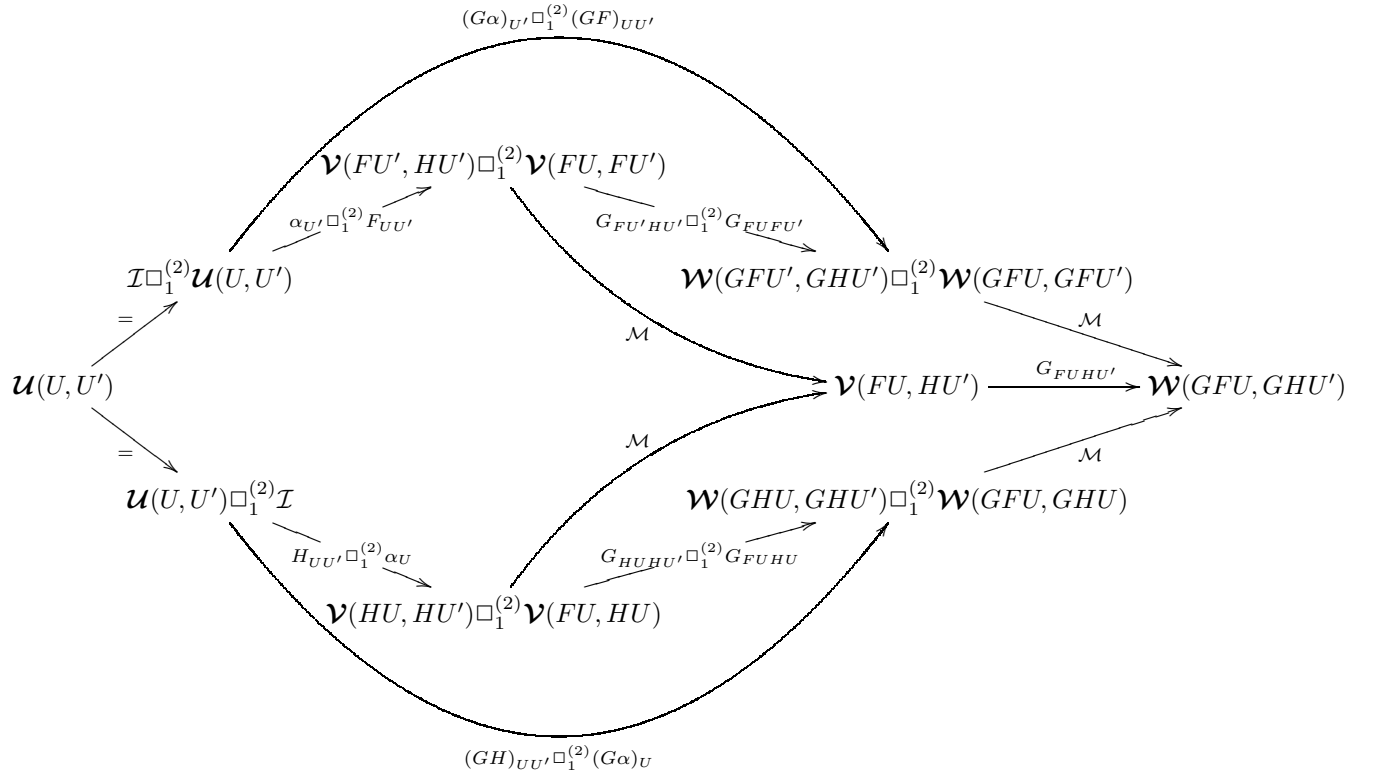 (Gα)_{U′}□_1^{(2)}(GF)_{UU′}
𝓥(FU′, HU′)□_1^{(2)}𝓥(FU, FU′)
α_{U′}□_1^{(2)}F_{UU′}
G_{FU′HU′}□_1^{(2)}G_{FUFU′}
𝓘□_1^{(2)}𝓤(U, U′)
𝓦(GFU′, GHU′)□_1^{(2)}𝓦(GFU, GFU′)
=
𝓜
𝓜
𝓤(U, U′)
𝓥(FU, HU′)
G_{FUHU′}
𝓦(GFU, GHU′)
=
𝓜
𝓜
𝓤(U, U′)□_1^{(2)}𝓘
𝓦(GHU, GHU′)□_1^{(2)}𝓦(GFU, GHU)
H_{UU′}□_1^{(2)}α_U
G_{HUHU′}□_1^{(2)}G_{FUHU}
𝓥(HU, HU′)□_1^{(2)}𝓥(FU, HU)
(GH)_{UU′}□_1^{(2)}(Gα)_U